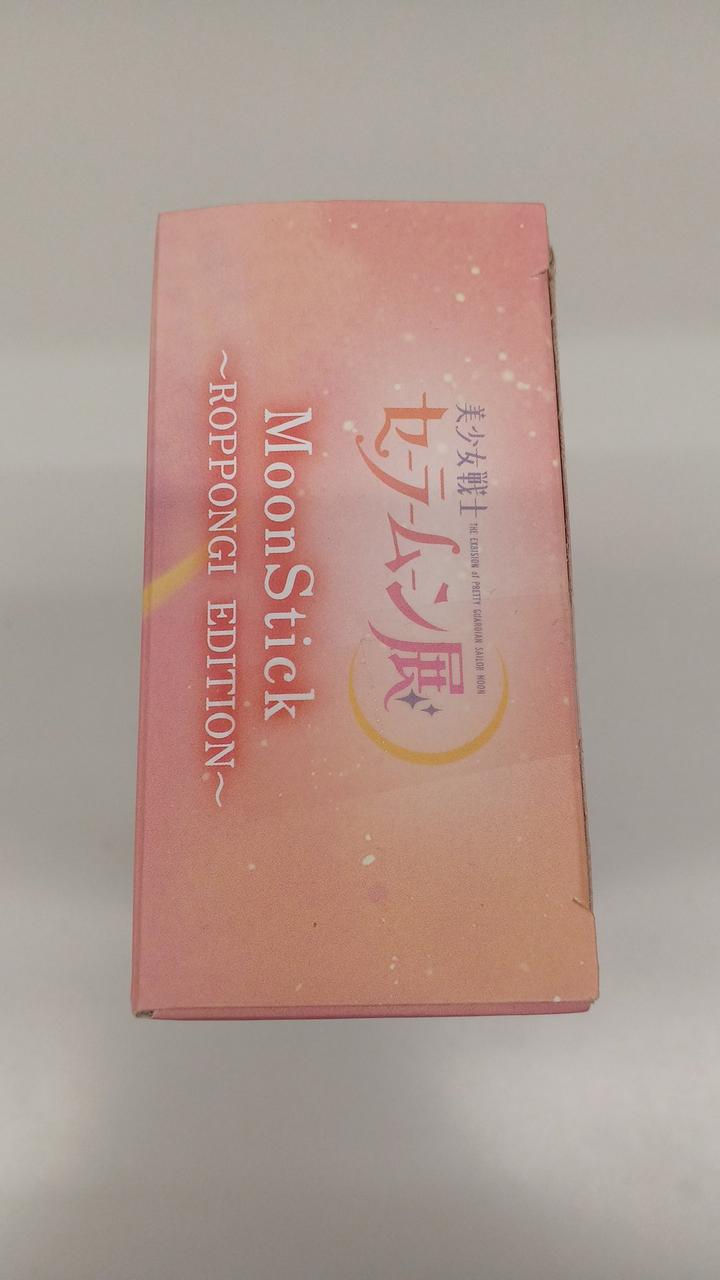 美少女戦士 THE EXIBISION of PRETTY GUARDIAN SAILOR MOON
セーラームーン展
MoonStick
～ROPPONGI EDITION～